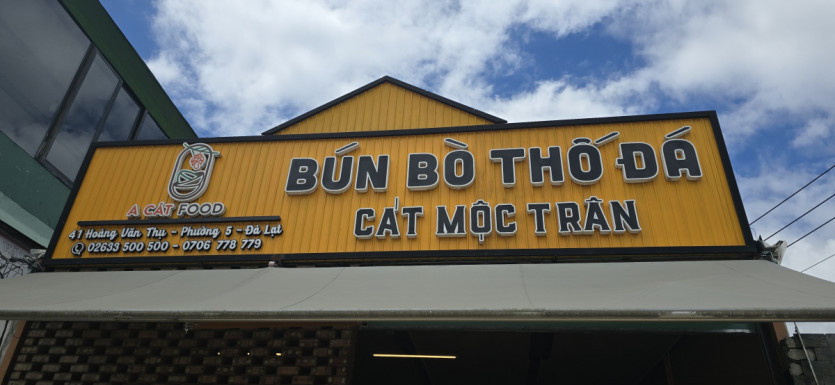 A CÁT FOOD
41 Hoàng Văn Thụ - Phường 5 - Đà Lạt
02633 500 500 - 0706 778 779
BÚN BÒ THỐ ĐÁ
CÁT MỘC TRÂN